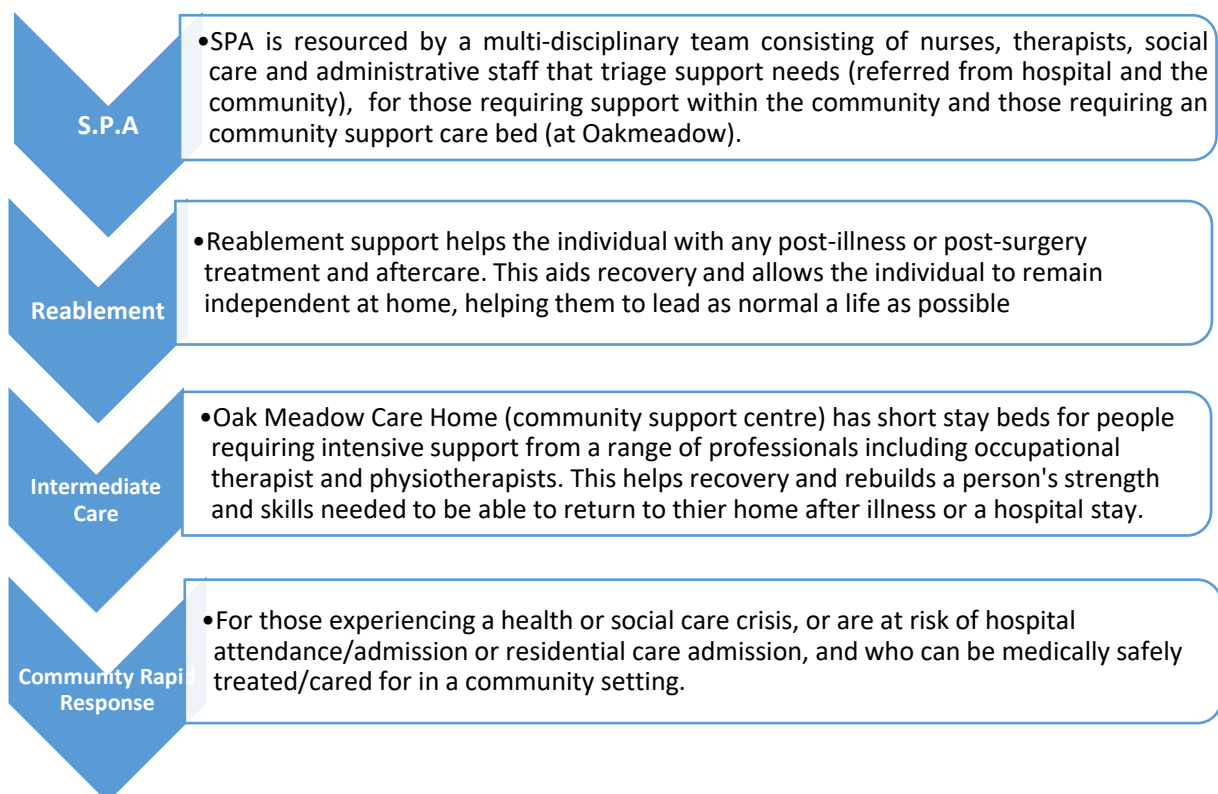 S.P.A
•SPA is resourced by a multi-disciplinary team consisting of nurses, therapists, social
care and administrative staff that triage support needs (referred from hospital and the
community), for those requiring support within the community and those requiring an
community support care bed (at Oakmeadow).
Reablement
•Reablement support helps the individual with any post-illness or post-surgery
treatment and aftercare. This aids recovery and allows the individual to remain
independent at home, helping them to lead as normal a life as possible
Intermediate
Care
•Oak Meadow Care Home (community support centre) has short stay beds for people
requiring intensive support from a range of professionals including occupational
therapist and physiotherapists. This helps recovery and rebuilds a person's strength
and skills needed to be able to return to thier home after illness or a hospital stay.
Community Rapid
Response
•For those experiencing a health or social care crisis, or are at risk of hospital
attendance/admission or residential care admission, and who can be medically safely
treated/cared for in a community setting.